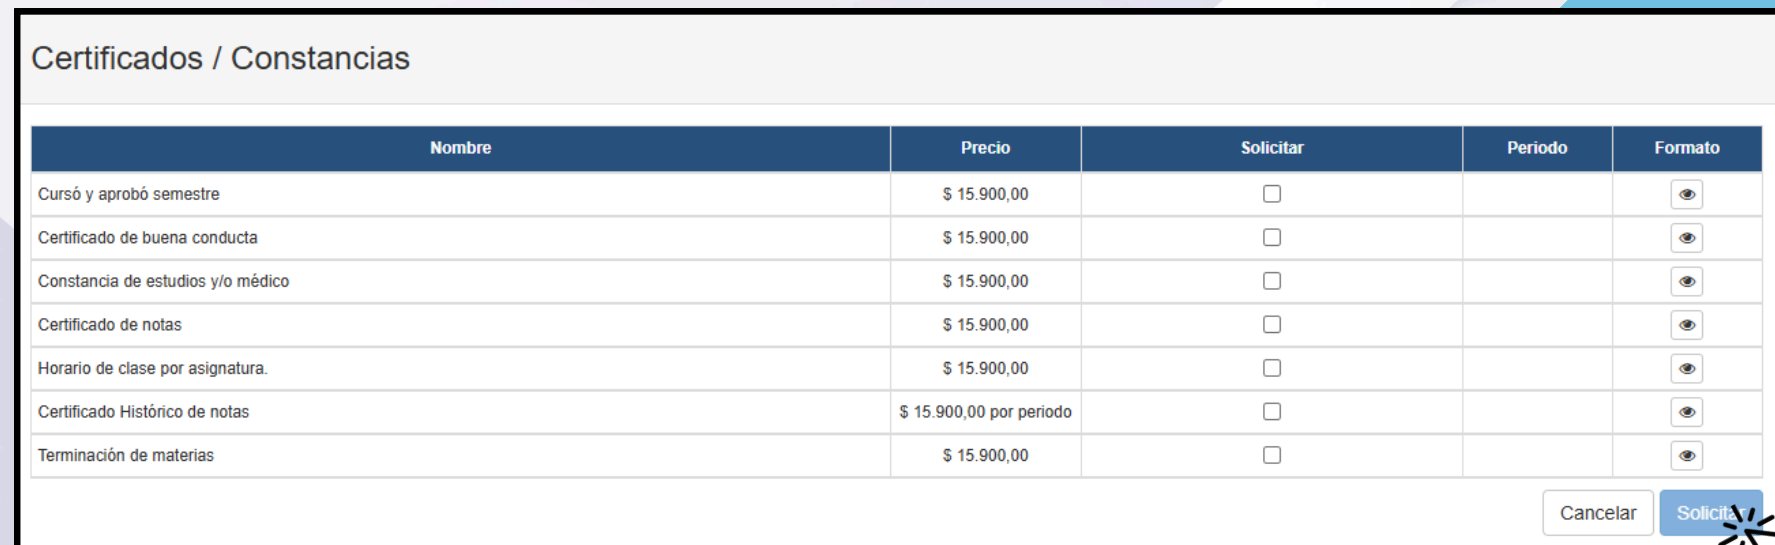 Certificados / Constancias
Nombre Precio Solicitar Periodo Formato
Cursó y aprobó semestre $ 15.900,00
Certificado de buena conducta $ 15.900,00
Constancia de estudios y/o médico $ 15.900,00
Certificado de notas $ 15.900,00
Horario de clase por asignatura. $ 15.900,00
Certificado Histórico de notas $ 15.900,00 por periodo
Terminación de materias $ 15.900,00
Cancelar Solicitar